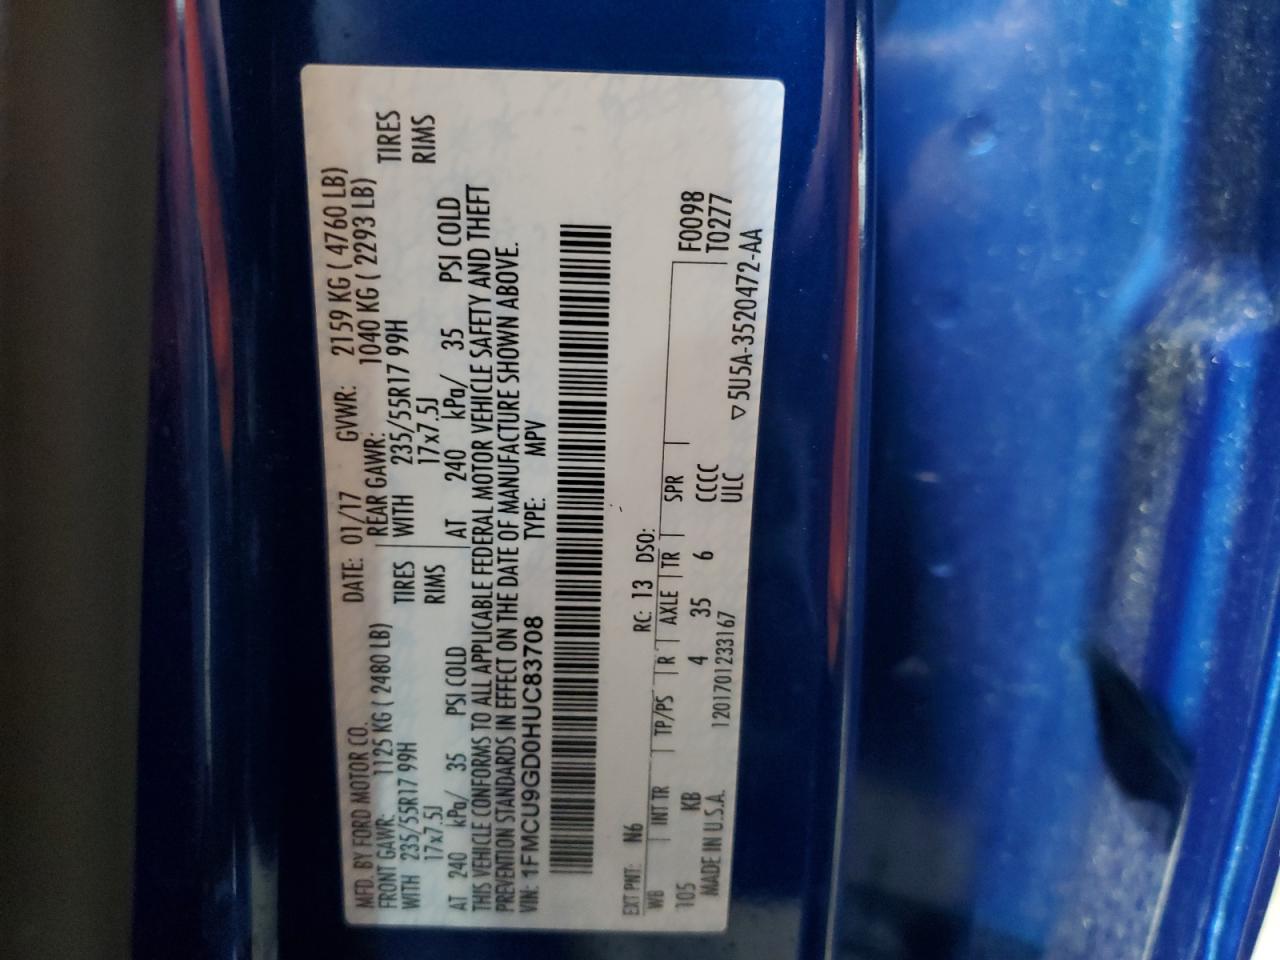 MFD. BY FORD MOTOR CO. DATE: 01/17 GVWR: 2159 KG ( 4760 LB)
FRONT GAWR: 1125 KG ( 2480 LB) REAR GAWR: 1040 KG ( 2293 LB)
WITH 235/55R17 99H TIRES WITH 235/55R17 99H TIRES
17x7.5J RIMS 17x7.5J RIMS
AT 240 kPa/ 35 PSI COLD AT 240 kPa/ 35 PSI COLD
THIS VEHICLE CONFORMS TO ALL APPLICABLE FEDERAL MOTOR VEHICLE SAFETY AND THEFT
PREVENTION STANDARDS IN EFFECT ON THE DATE OF MANUFACTURE SHOWN ABOVE.
VIN: 1FMCU9GD0HUC83708 TYPE: MPV
EXT PNT: N6 RC: 13 DSO:
WB INT TR TP/PS R AXLE TR SPR F0098
105 KB 4 35 6 CCCC T0277
MADE IN U.S.A. 1201701233167 ULC
▽5U5A-3520472-AA